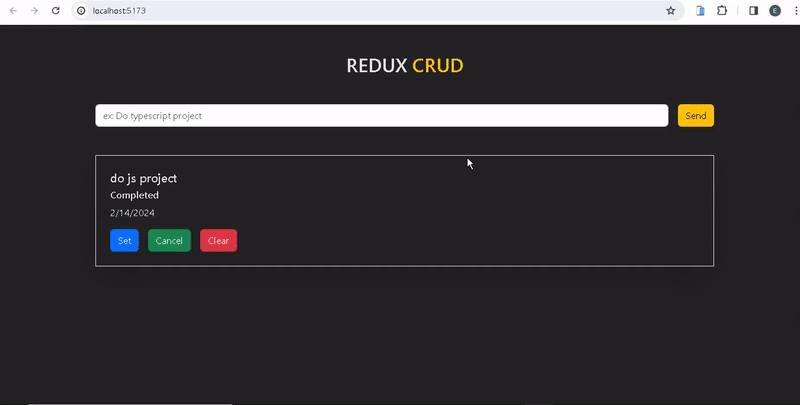 localhost:5173
E
REDUX CRUD
ex: Do typescript project
Send
do js project
Completed
2/14/2024
Set Cancel Clear